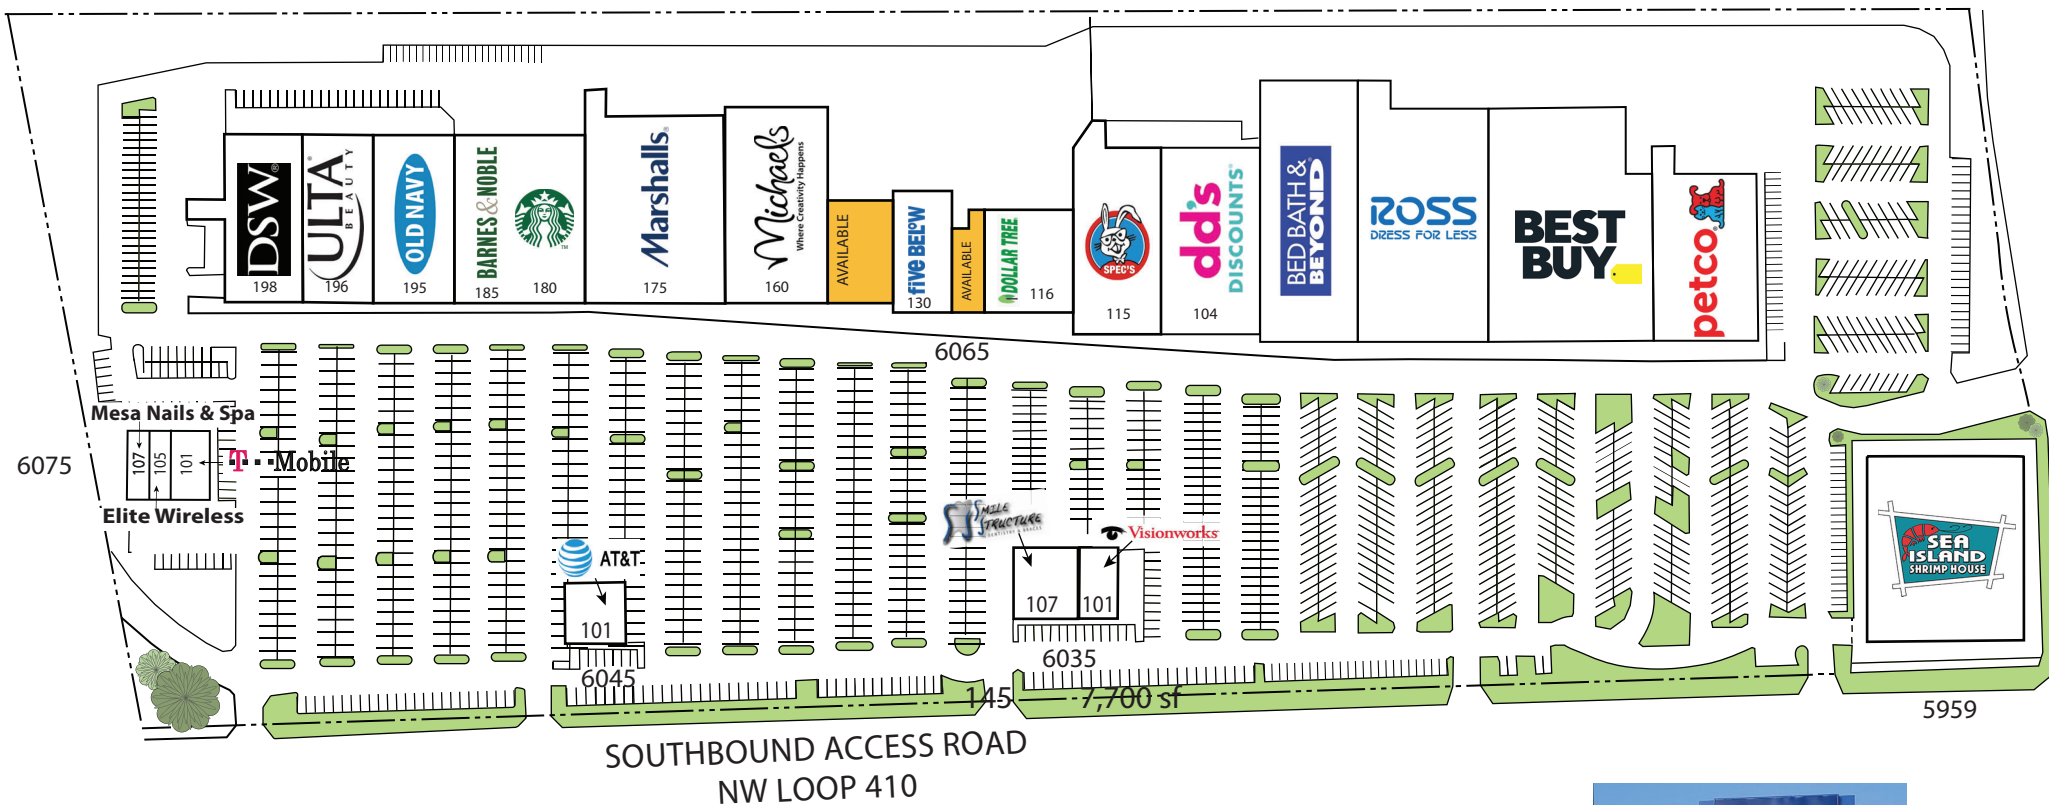 DSW®
198
ULTA
BEAUTY
196
OLD NAVY
195
BARNES & NOBLE
185
180
TM
Marshalls®
175
Michaels
Where Creativity Happens
160
AVAILABLE
five BEL°W
130
AVAILABLE
DOLLAR TREE
116
SPEC'S
115
dd's
DISCOUNTS
104
BED BATH &
BEYOND
ROSS
DRESS FOR LESS
BEST
BUY
petco
6065
Mesa Nails & Spa
107
105
101
T··Mobile
6075
Elite Wireless
AT&T
101
6045
SMILE
STRUCTURE
Visionworks
107
101
6035
145 7,700 sf
SEA
ISLAND
SHRIMP HOUSE
5959
SOUTHBOUND ACCESS ROAD
NW LOOP 410